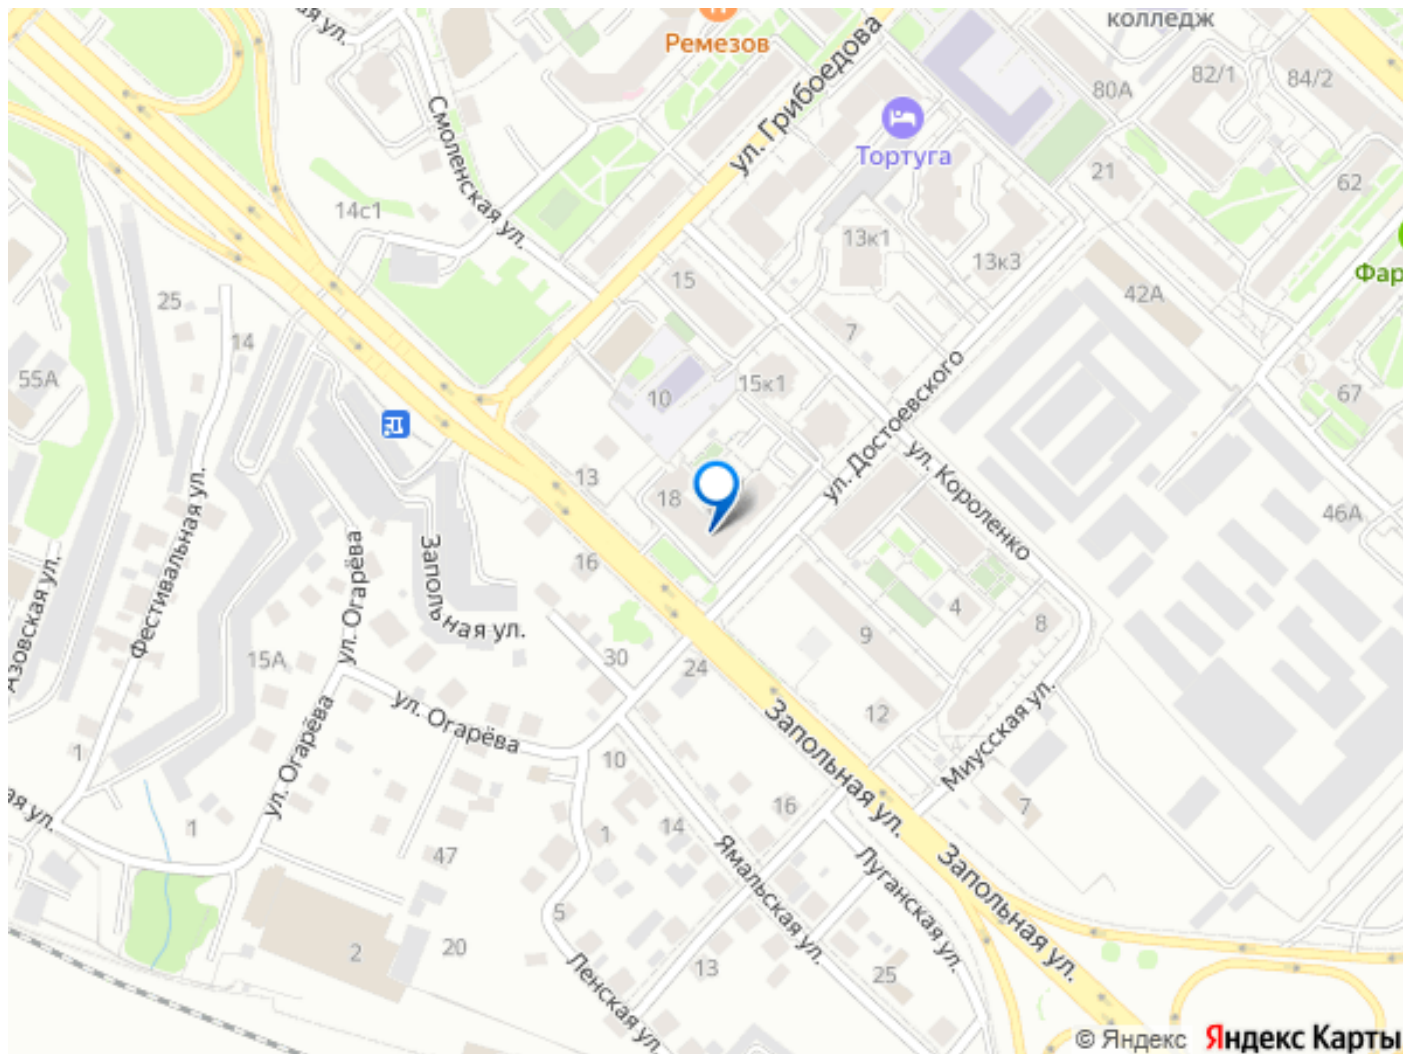 ая ул.
Ремезов
колледж
ул. Грибоедова
80А
82/1
84/2
Смоленская ул.
Тортуга
21
62
14с1
13к1
13к3
Фар
25
15
42А
14
7
55А
15к1
10
67
ул. Достоевского
13
18
ул. Короленко
46А
Фестивальная ул.
ул. Огарёва
Запольная ул.
16
Азовская ул.
4
8
9
15А
30
24
ул. Огарёва
ул. Огарёва
12
Миусская ул.
Запольная ул.
1
10
16
7
ая ул.
1
1
14
47
Ямальская ул.
Луганская ул.
Запольная ул.
5
2
20
13
25
Ленская ул.
© Яндекс Яндекс Карты